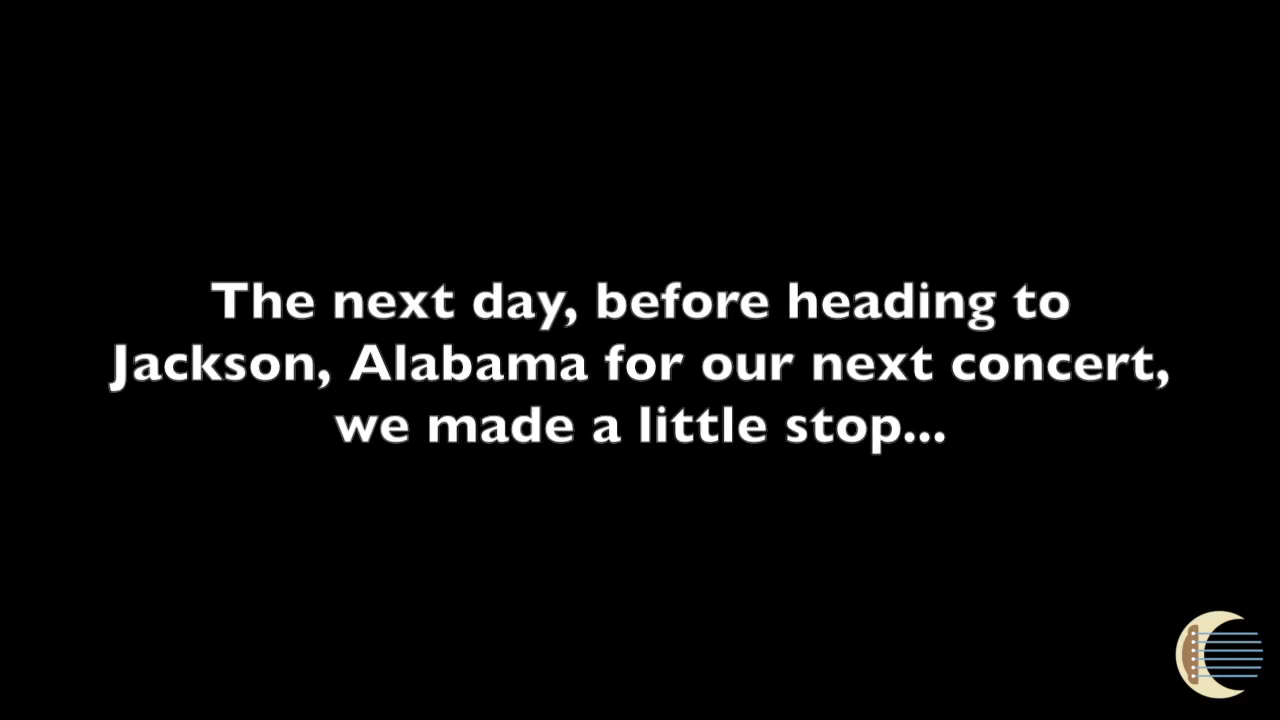 The next day, before heading to
Jackson, Alabama for our next concert,
we made a little stop...